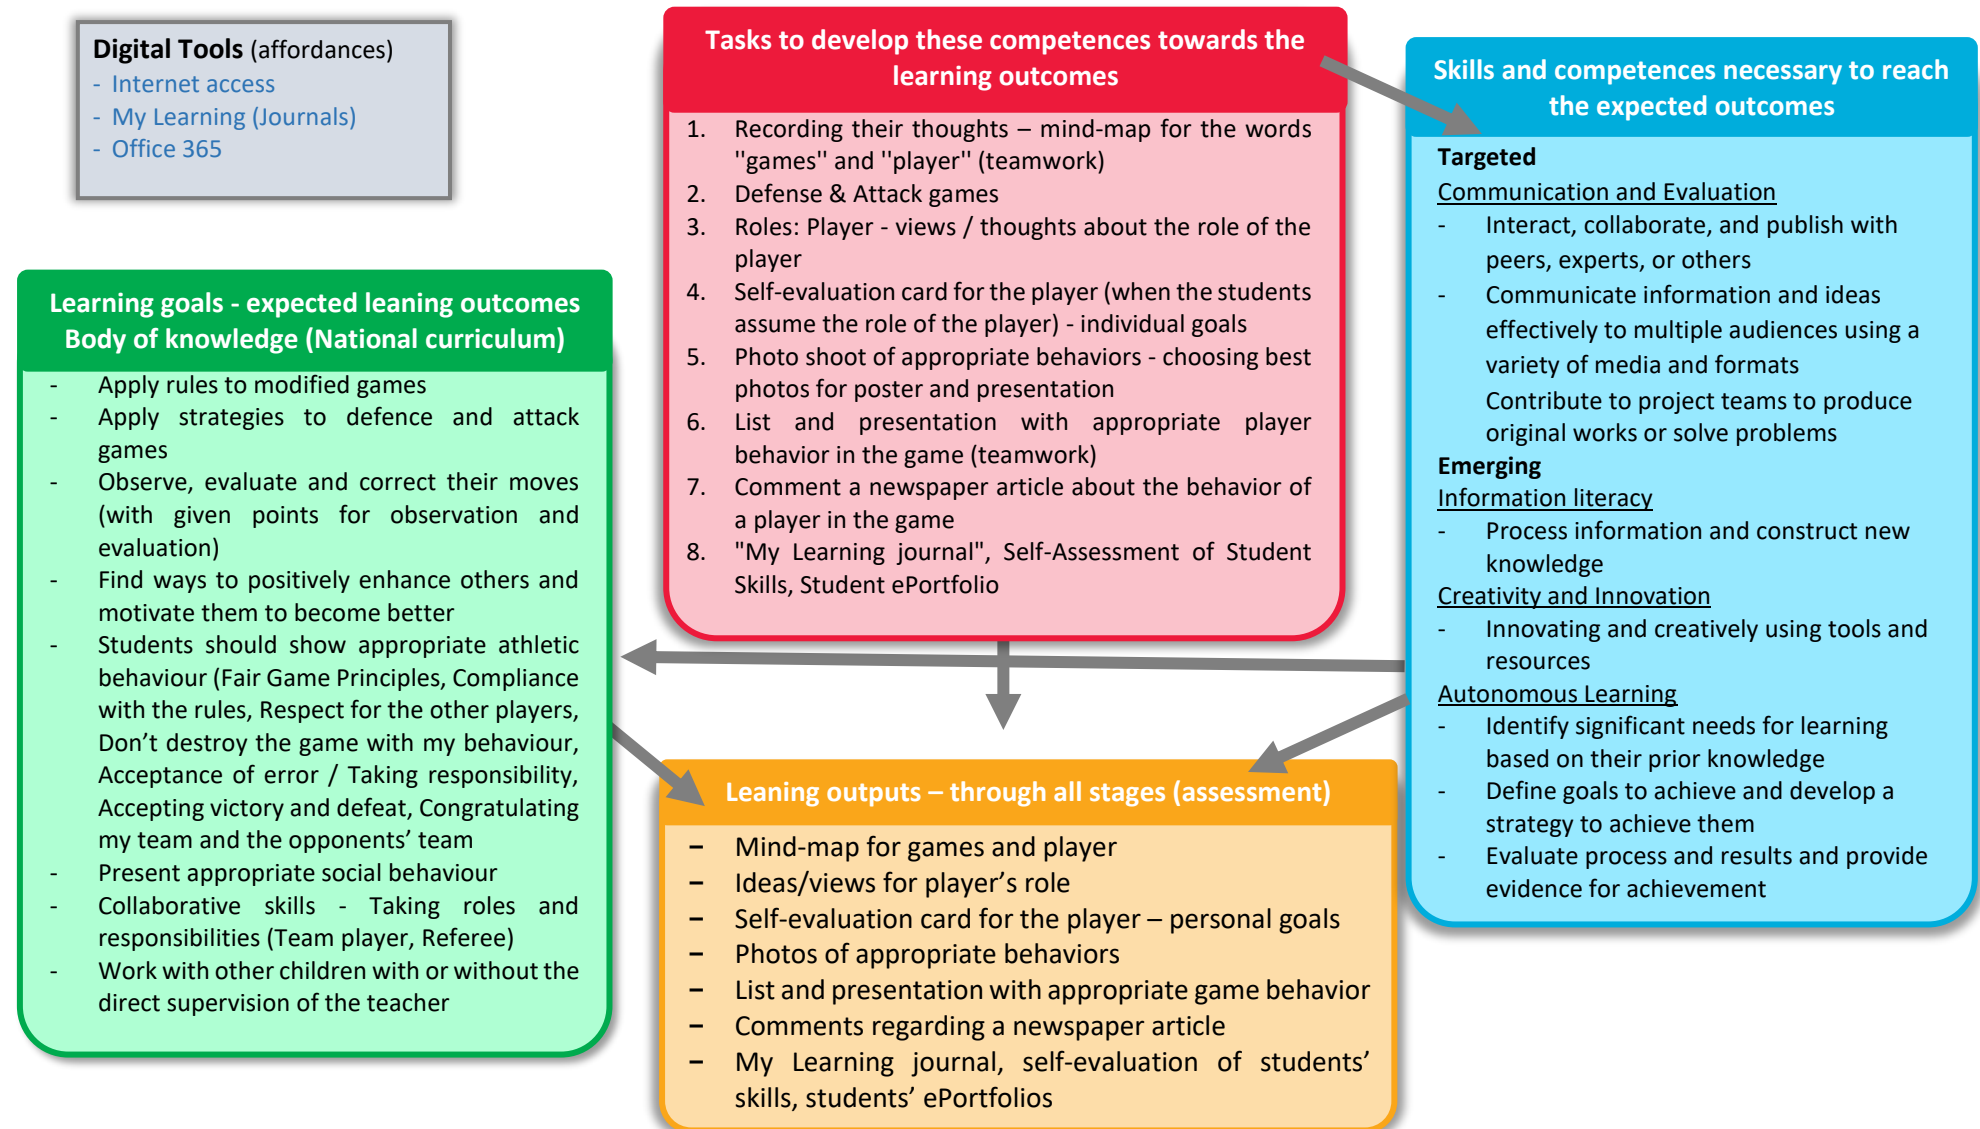 Digital Tools (affordances)
- Internet access
- My Learning (Journals)
- Office 365
Tasks to develop these competences towards the
learning outcomes
1. Recording their thoughts – mind-map for the words
''games'' and ''player'' (teamwork)
2. Defense & Attack games
3. Roles: Player - views / thoughts about the role of the
player
4. Self-evaluation card for the player (when the students
assume the role of the player) - individual goals
5. Photo shoot of appropriate behaviors - choosing best
photos for poster and presentation
6. List and presentation with appropriate player
behavior in the game (teamwork)
7. Comment a newspaper article about the behavior of
a player in the game
8. "My Learning journal", Self-Assessment of Student
Skills, Student ePortfolio
Skills and competences necessary to reach
the expected outcomes
Targeted
Communication and Evaluation
- Interact, collaborate, and publish with
peers, experts, or others
- Communicate information and ideas
effectively to multiple audiences using a
variety of media and formats
Contribute to project teams to produce
original works or solve problems
Emerging
Information literacy
- Process information and construct new
knowledge
Creativity and Innovation
- Innovating and creatively using tools and
resources
Autonomous Learning
- Identify significant needs for learning
based on their prior knowledge
- Define goals to achieve and develop a
strategy to achieve them
- Evaluate process and results and provide
evidence for achievement
Learning goals - expected leaning outcomes
Body of knowledge (National curriculum)
- Apply rules to modified games
- Apply strategies to defence and attack
games
- Observe, evaluate and correct their moves
(with given points for observation and
evaluation)
- Find ways to positively enhance others and
motivate them to become better
- Students should show appropriate athletic
behaviour (Fair Game Principles, Compliance
with the rules, Respect for the other players,
Don’t destroy the game with my behaviour,
Acceptance of error / Taking responsibility,
Accepting victory and defeat, Congratulating
my team and the opponents’ team
- Present appropriate social behaviour
- Collaborative skills - Taking roles and
responsibilities (Team player, Referee)
- Work with other children with or without the
direct supervision of the teacher
Leaning outputs – through all stages (assessment)
– Mind-map for games and player
– Ideas/views for player’s role
– Self-evaluation card for the player – personal goals
– Photos of appropriate behaviors
– List and presentation with appropriate game behavior
– Comments regarding a newspaper article
– My Learning journal, self-evaluation of students’
skills, students’ ePortfolios